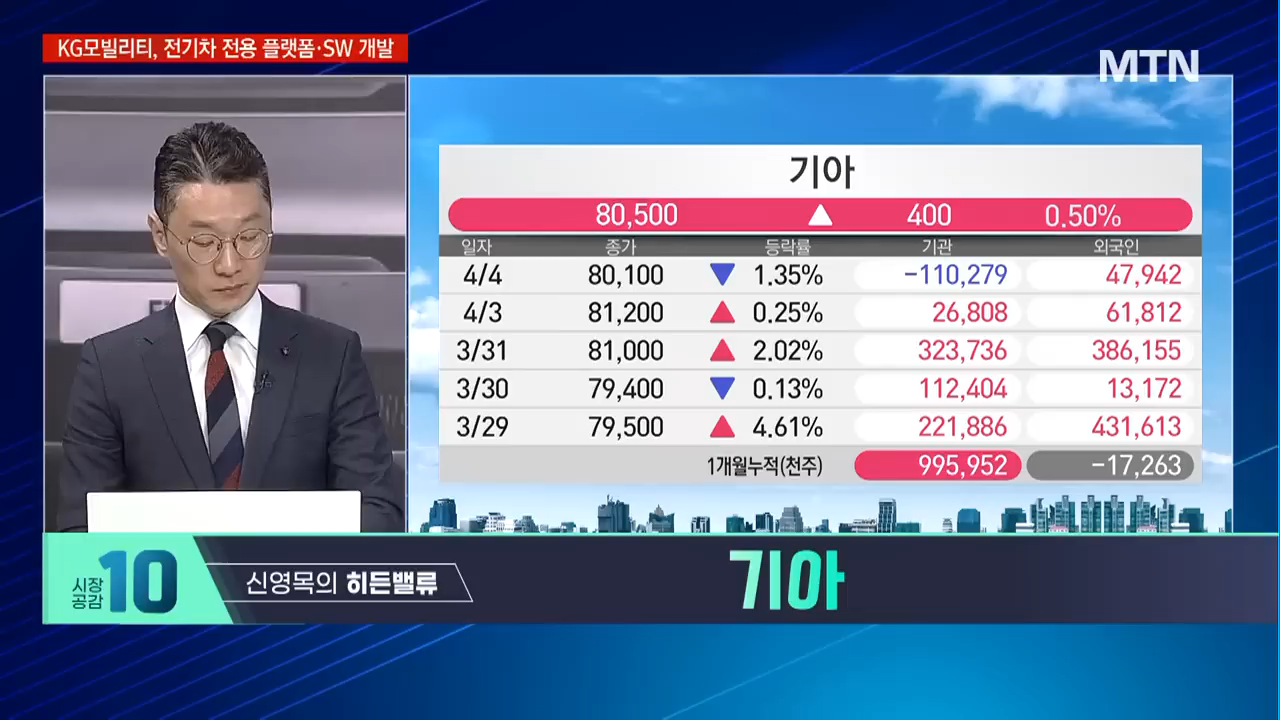 KG모빌리티, 전기차 전용 플랫폼·SW 개발
MTN
기아
80,500 ▲ 400 0.50%
일자 종가 등락률 기관 외국인
4/4 80,100 ▼ 1.35% -110,279 47,942
4/3 81,200 ▲ 0.25% 26,808 61,812
3/31 81,000 ▲ 2.02% 323,736 386,155
3/30 79,400 ▼ 0.13% 112,404 13,172
3/29 79,500 ▲ 4.61% 221,886 431,613
1개월누적(천주) 995,952 -17,263
시장
공감
10
신영목의 히든밸류
기아